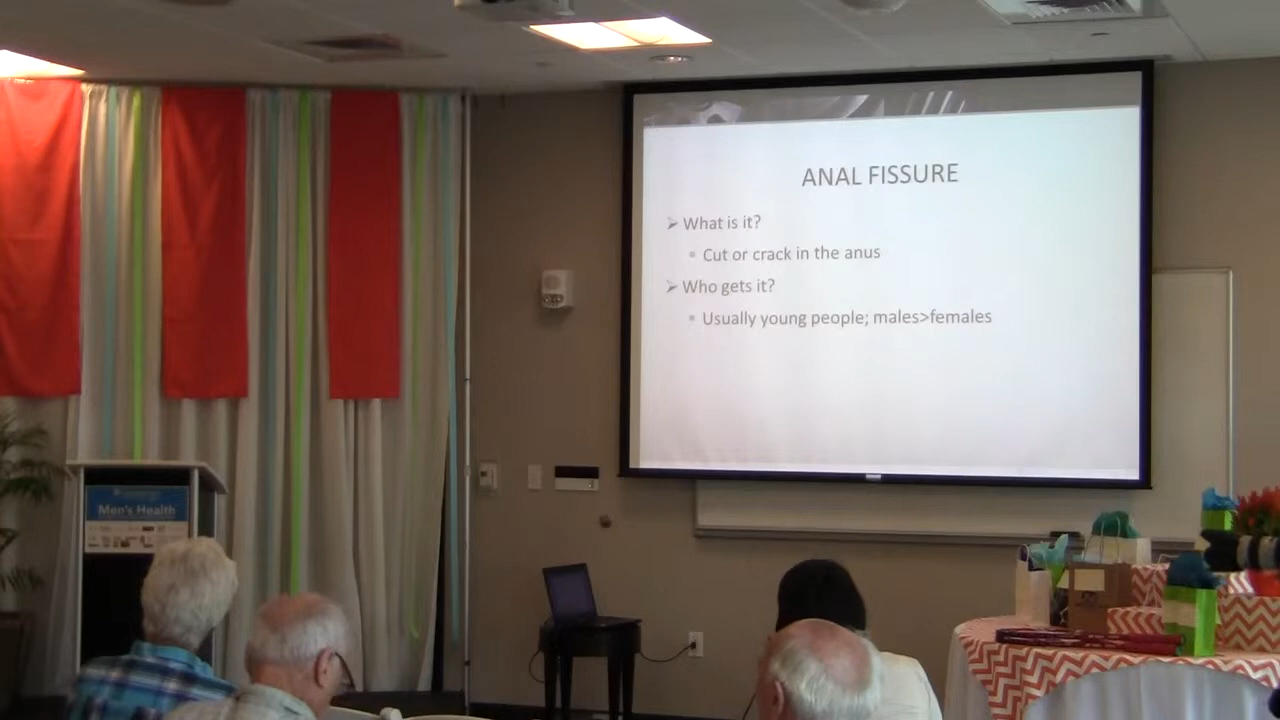 ANAL FISSURE
➢ What is it?
▪ Cut or crack in the anus
➢ Who gets it?
▪ Usually young people; males>females
Men's Health